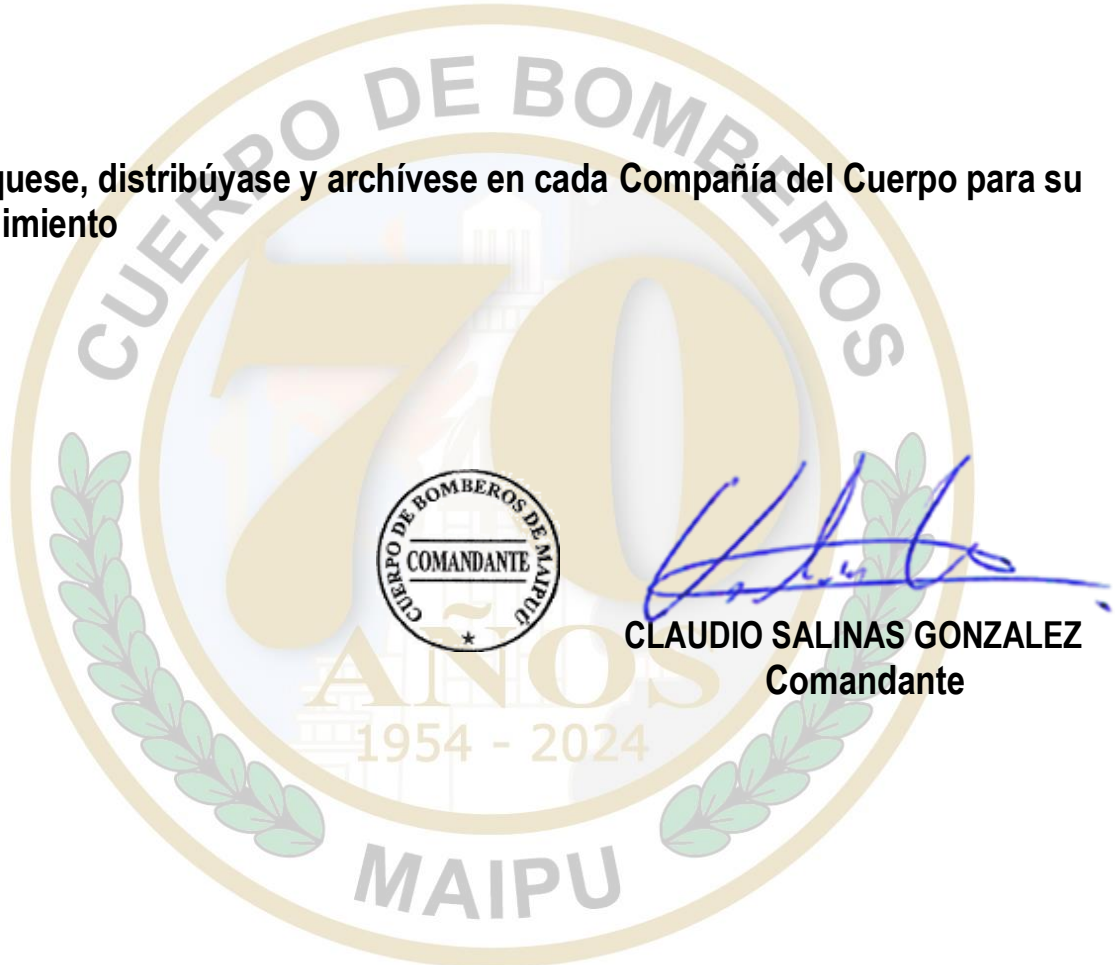 CUERPO DE BOMBEROS
quese, distribúyase y archívese en cada Compañía del Cuerpo para su
imiento
70
CUERPO DE BOMBEROS DE MAIPUÚ
COMANDANTE
CLAUDIO SALINAS GONZALEZ
Comandante
AÑOS
1954 - 2024
MAIPU